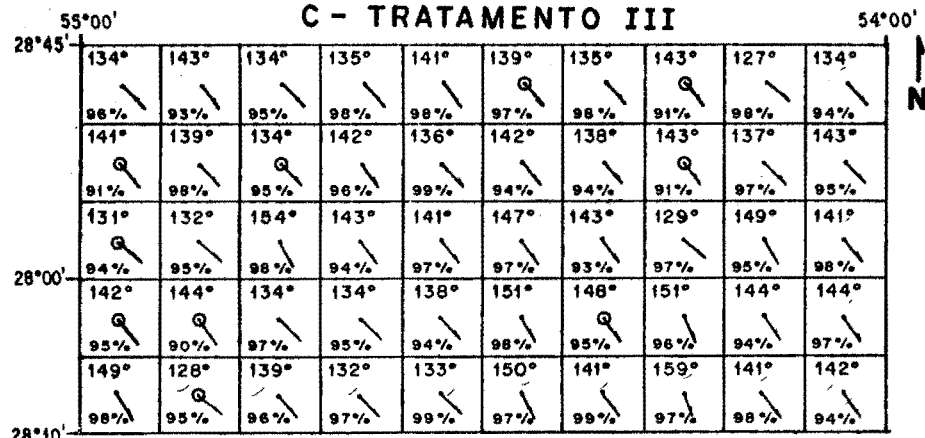 C - TRATAMENTO III
55°00' 54°00'
28°45'
134° 143° 134° 135° 141° 139° 135° 143° 127° 134°
N
96% 93% 95% 98% 98% 97% 98% 91% 98% 94%
141° 139° 134° 142° 136° 142° 138° 143° 137° 143°
91% 98% 95% 96% 99% 94% 94% 91% 97% 95%
131° 132° 154° 143° 141° 147° 143° 129° 149° 141°
94% 95% 98% 94% 97% 97% 93% 97% 95% 98%
28°00'
142° 144° 134° 134° 138° 151° 148° 151° 144° 144°
95% 90% 97% 95% 94% 98% 95% 96% 94% 97%
149° 128° 139° 132° 133° 150° 141° 159° 141° 142°
98% 95% 96% 97% 99% 97% 99% 97% 98% 94%
28°10'